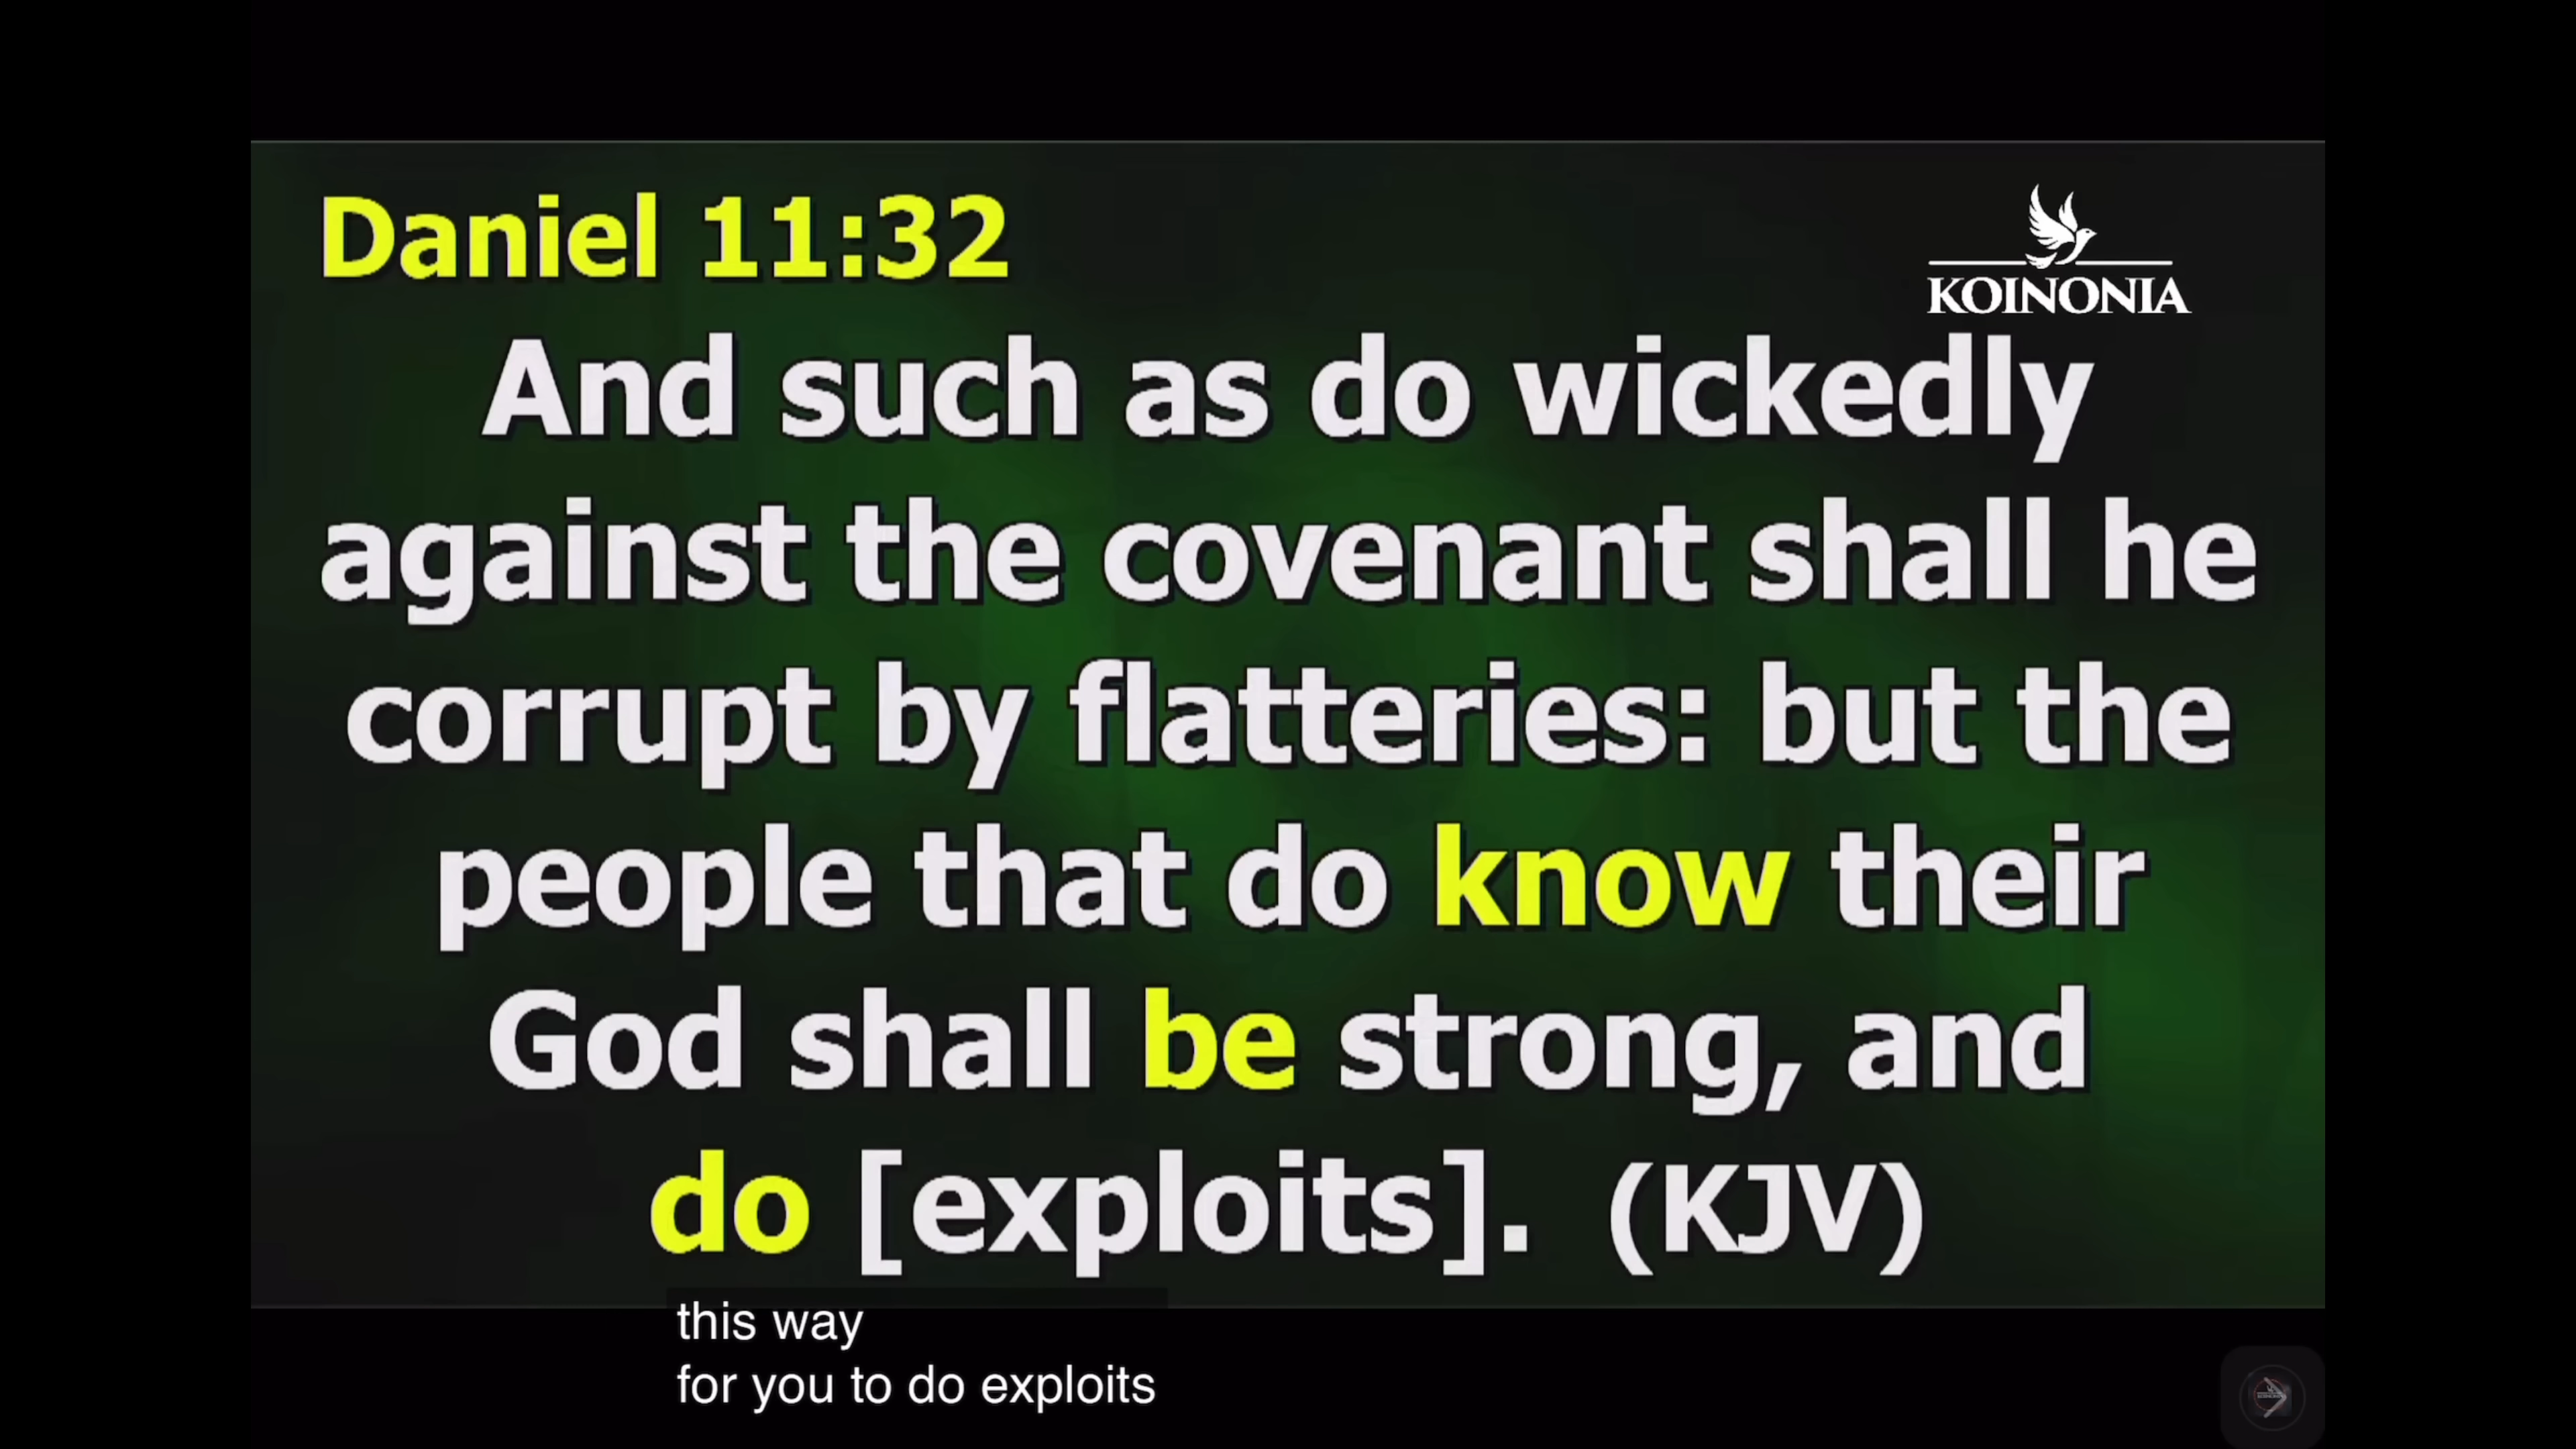 Daniel 11:32
KOINONIA
And such as do wickedly
against the covenant shall he
corrupt by flatteries: but the
people that do know their
God shall be strong, and
do [exploits]. (KJV)
this way
for you to do exploits